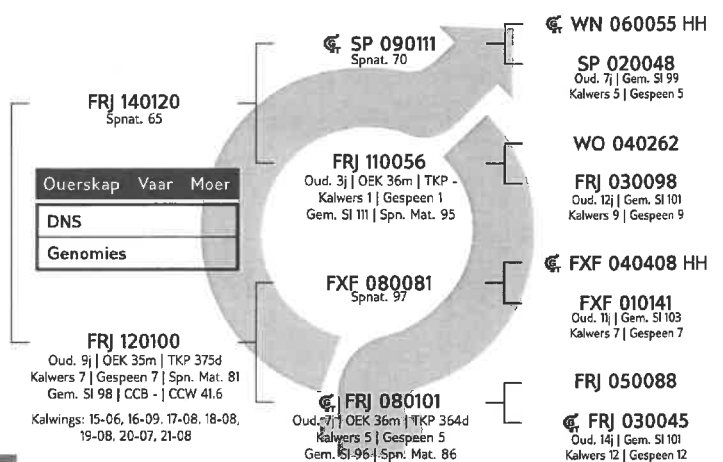 WN 060055 HH
SP 090111
Spnat. 70
SP 020048
Oud. 7j | Gem. SI 99
Kalwers 5 | Gespeen 5
FRJ 140120
Spnat. 65
WO 040262
FRJ 110056
Oud. 3j | OEK 36m | TKP -
Kalwers 1 | Gespeen 1
Gem. SI 111 | Spn. Mat. 95
FRJ 030098
Oud. 12j | Gem. SI 101
Kalwers 9 | Gespeen 9
Ouerskap Vaar Moer
DNS
Genomies
FXF 040408 HH
FXF 080081
Spnat. 97
FXF 010141
Oud. 11j | Gem. SI 103
Kalwers 7 | Gespeen 7
FRJ 120100
Oud. 9j | OEK 35m | TKP 375d
Kalwers 7 | Gespeen 7 | Spn. Mat. 81
Gem. SI 98 | CCB - | CCW 41.6
Kalwings: 15-06, 16-09, 17-08, 18-08,
19-08, 20-07, 21-08
FRJ 050088
FRJ 080101
Oud. 7j | OEK 36m | TKP 364d
Kalwers 5 | Gespeen 5
Gem. SI 96 | Spn. Mat. 86
FRJ 030045
Oud. 14j | Gem. SI 101
Kalwers 12 | Gespeen 12